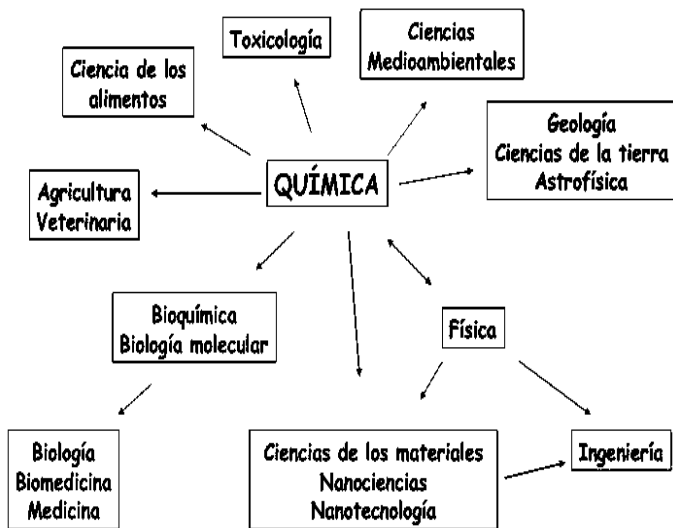 Toxicología
Ciencias
Medioambientales
Ciencia de los
alimentos
Geología
Ciencias de la tierra
Astrofísica
QUÍMICA
Agricultura
Veterinaria
Bioquímica
Biología molecular
Física
Biología
Biomedicina
Medicina
Ciencias de los materiales
Nanociencias
Nanotecnología
Ingeniería